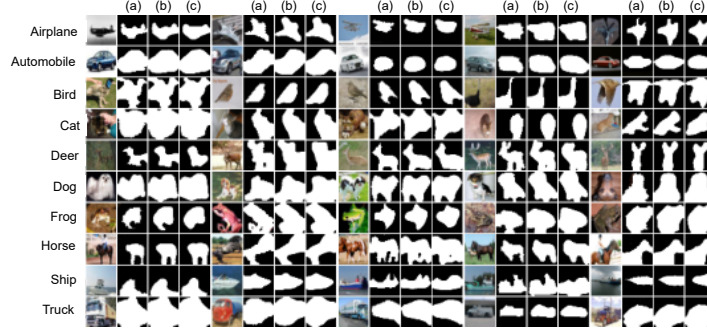 (a) (b) (c) (a) (b) (c) (a) (b) (c) (a) (b) (c) (a) (b) (c)
Airplane
Automobile
Bird
Cat
Deer
Dog
Frog
Horse
Ship
Truck